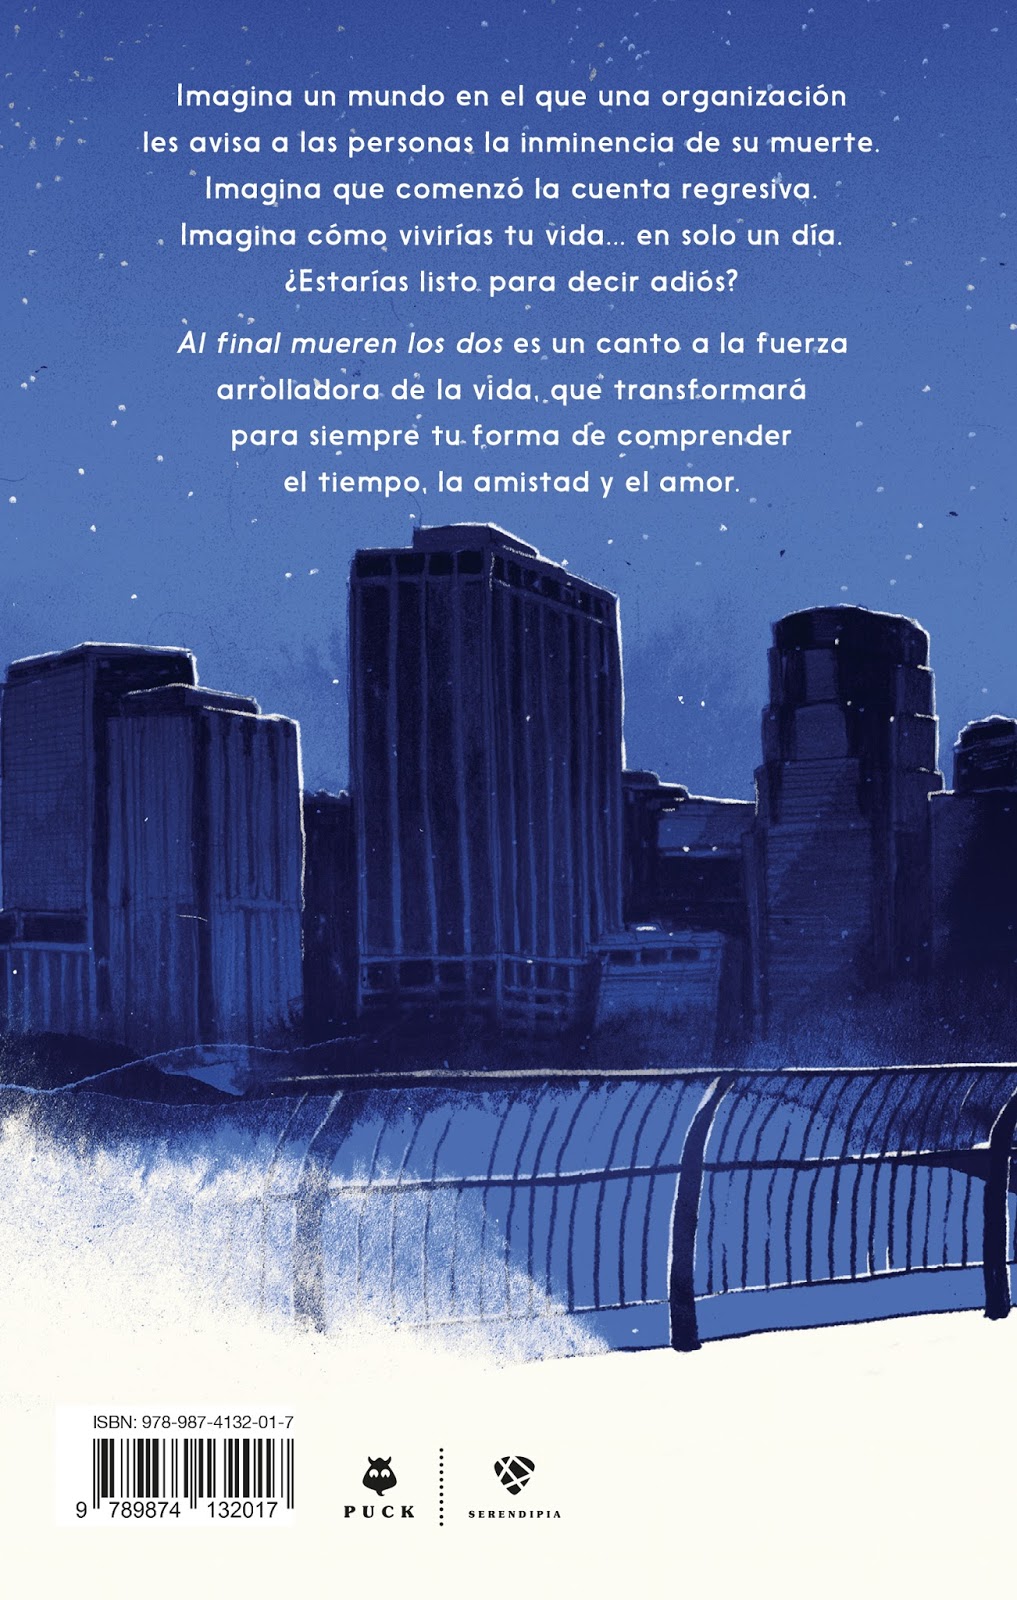 Imagina un mundo en el que una organización
les avisa a las personas la inminencia de su muerte.
Imagina que comenzó la cuenta regresiva.
Imagina cómo vivirías tu vida... en solo un día.
¿Estarías listo para decir adiós?
Al final mueren los dos es un canto a la fuerza
arrolladora de la vida, que transformará
para siempre tu forma de comprender
el tiempo, la amistad y el amor.
ISBN: 978-987-4132-01-7
9 789874 132017
PUCK
SERENDIPIA